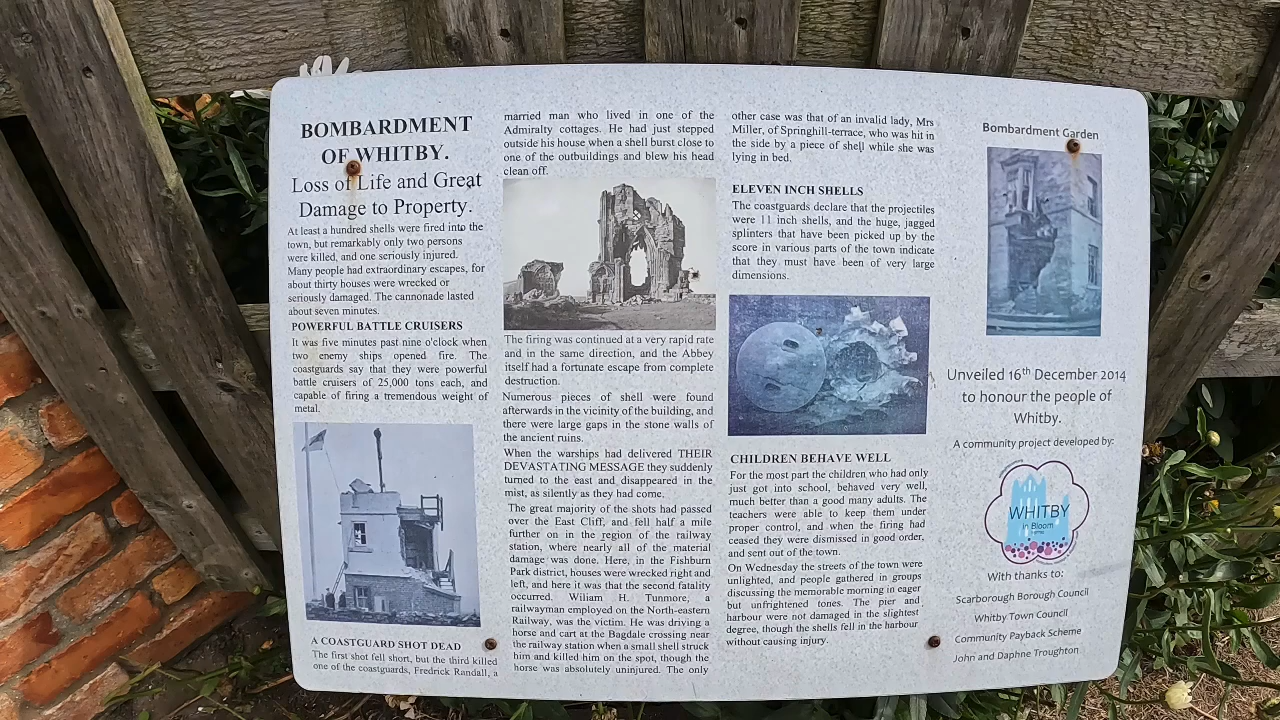 BOMBARDMENT
OF WHITBY.
Loss of Life and Great
Damage to Property.
At least a hundred shells were fired into the
town, but remarkably only two persons
were killed, and one seriously injured.
Many people had extraordinary escapes, for
about thirty houses were wrecked or
seriously damaged. The cannonade lasted
about seven minutes.
POWERFUL BATTLE CRUISERS
It was five minutes past nine o'clock when
two enemy ships opened fire. The
coastguards say that they were powerful
battle cruisers of 25,000 tons each, and
capable of firing a tremendous weight of
metal.
A COASTGUARD SHOT DEAD
The first shot fell short, but the third killed
one of the coastguards, Fredrick Randall, a
married man who lived in one of the
Admiralty cottages. He had just stepped
outside his house when a shell burst close to
one of the outbuildings and blew his head
clean off.
The firing was continued at a very rapid rate
and in the same direction, and the Abbey
itself had a fortunate escape from complete
destruction.
Numerous pieces of shell were found
afterwards in the vicinity of the building, and
there were large gaps in the stone walls of
the ancient ruins.
When the warships had delivered THEIR
DEVASTATING MESSAGE they suddenly
turned to the east and disappeared in the
mist, as silently as they had come.
The great majority of the shots had passed
over the East Cliff, and fell half a mile
further on in the region of the railway
station, where nearly all of the material
damage was done. Here, in the Fishburn
Park district, houses were wrecked right and
left, and here it was that the second fatality
occurred. Wiliam H. Tunmore, a
railwayman employed on the North-eastern
Railway, was the victim. He was driving a
horse and cart at the Bagdale crossing near
the railway station when a small shell struck
him and killed him on the spot, though the
horse was absolutely uninjured. The only
other case was that of an invalid lady, Mrs
Miller, of Springhill-terrace, who was hit in
the side by a piece of shell while she was
lying in bed.
ELEVEN INCH SHELLS
The coastguards declare that the projectiles
were 11 inch shells, and the huge, jagged
splinters that have been picked up by the
score in various parts of the town indicate
that they must have been of very large
dimensions.
CHILDREN BEHAVE WELL
For the most part the children who had only
just got into school, behaved very well,
much better than a good many adults. The
teachers were able to keep them under
proper control, and when the firing had
ceased they were dismissed in good order,
and sent out of the town.
On Wednesday the streets of the town were
unlighted, and people gathered in groups
discussing the memorable morning in eager
but unfrightened tones. The pier and
harbour were not damaged in the slightest
degree, though the shells fell in the harbour
without causing injury.
Bombardment Garden
Unveiled 16th December 2014
to honour the people of
Whitby.
A community project developed by:
WHITBY
in Bloom
With thanks to:
Scarborough Borough Council
Whitby Town Council
Community Payback Scheme
John and Daphne Troughton